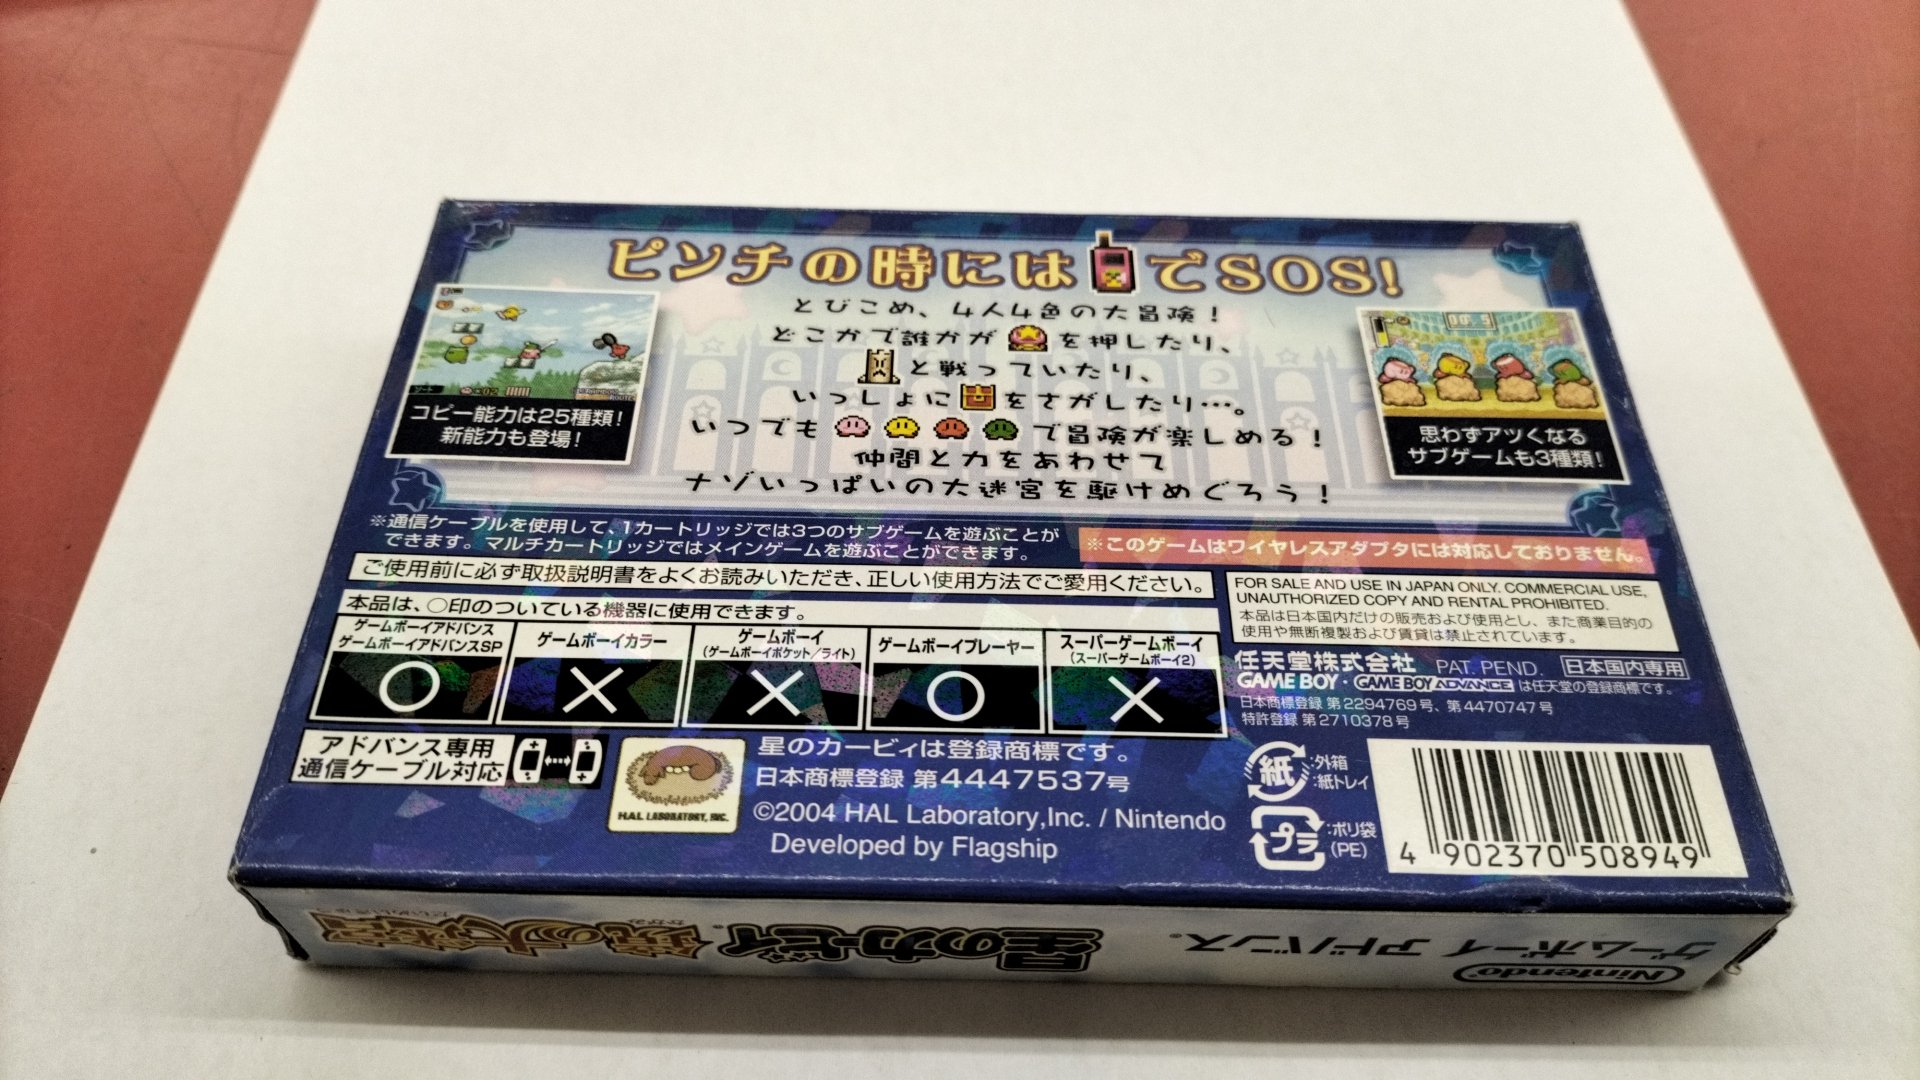 ピンチの時にはでSOS!
とびこめ、4人4色の大冒険!
どこかで誰かがを押したり、
と戦っていたり、
いっしょにをさがしたり…。
いつでもで冒険が楽しめる!
仲間と力をあわせて
ナゾいっぱいの大迷宮を駆けめぐろう!
コピー能力は25種類!
新能力も登場!
思わずアツくなる
サブゲームも3種類!
※通信ケーブルを使用して、1カートリッジでは3つのサブゲームを遊ぶことが
できます。マルチカートリッジではメインゲームを遊ぶことができます。
※このゲームはワイヤレスアダプタには対応しておりません。
ご使用前に必ず取扱説明書をよくお読みいただき、正しい使用方法でご愛用ください。
本品は、○印のついている機器に使用できます。
ゲームボーイアドバンス
ゲームボーイアドバンスSP
○
ゲームボーイカラー
×
ゲームボーイ
(ゲームボーイポケット/ライト)
×
ゲームボーイプレーヤー
○
スーパーゲームボーイ
(スーパーゲームボーイ2)
×
FOR SALE AND USE IN JAPAN ONLY. COMMERCIAL USE,
UNAUTHORIZED COPY AND RENTAL PROHIBITED.
本品は日本国内だけの販売および使用とし、また商業目的の
使用や無断複製および賃貸は禁止されています。
任天堂株式会社 PAT. PEND. 日本国内専用
GAME BOY・GAME BOY ADVANCE は任天堂の登録商標です。
日本商標登録 第2294769号、第4470747号
特許登録 第2710378号
アドバンス専用
通信ケーブル対応
HAL LABORATORY, INC.
星のカービィは登録商標です。
日本商標登録 第4447537号
©2004 HAL Laboratory,Inc. / Nintendo
Developed by Flagship
紙:外箱
:紙トレイ
プラ:ポリ袋
(PE)
4 902370 508949
Nintendo
ゲームボーイアドバンス®
星のカービィ®
鏡の大迷宮
かがみ
だいめいきゅう